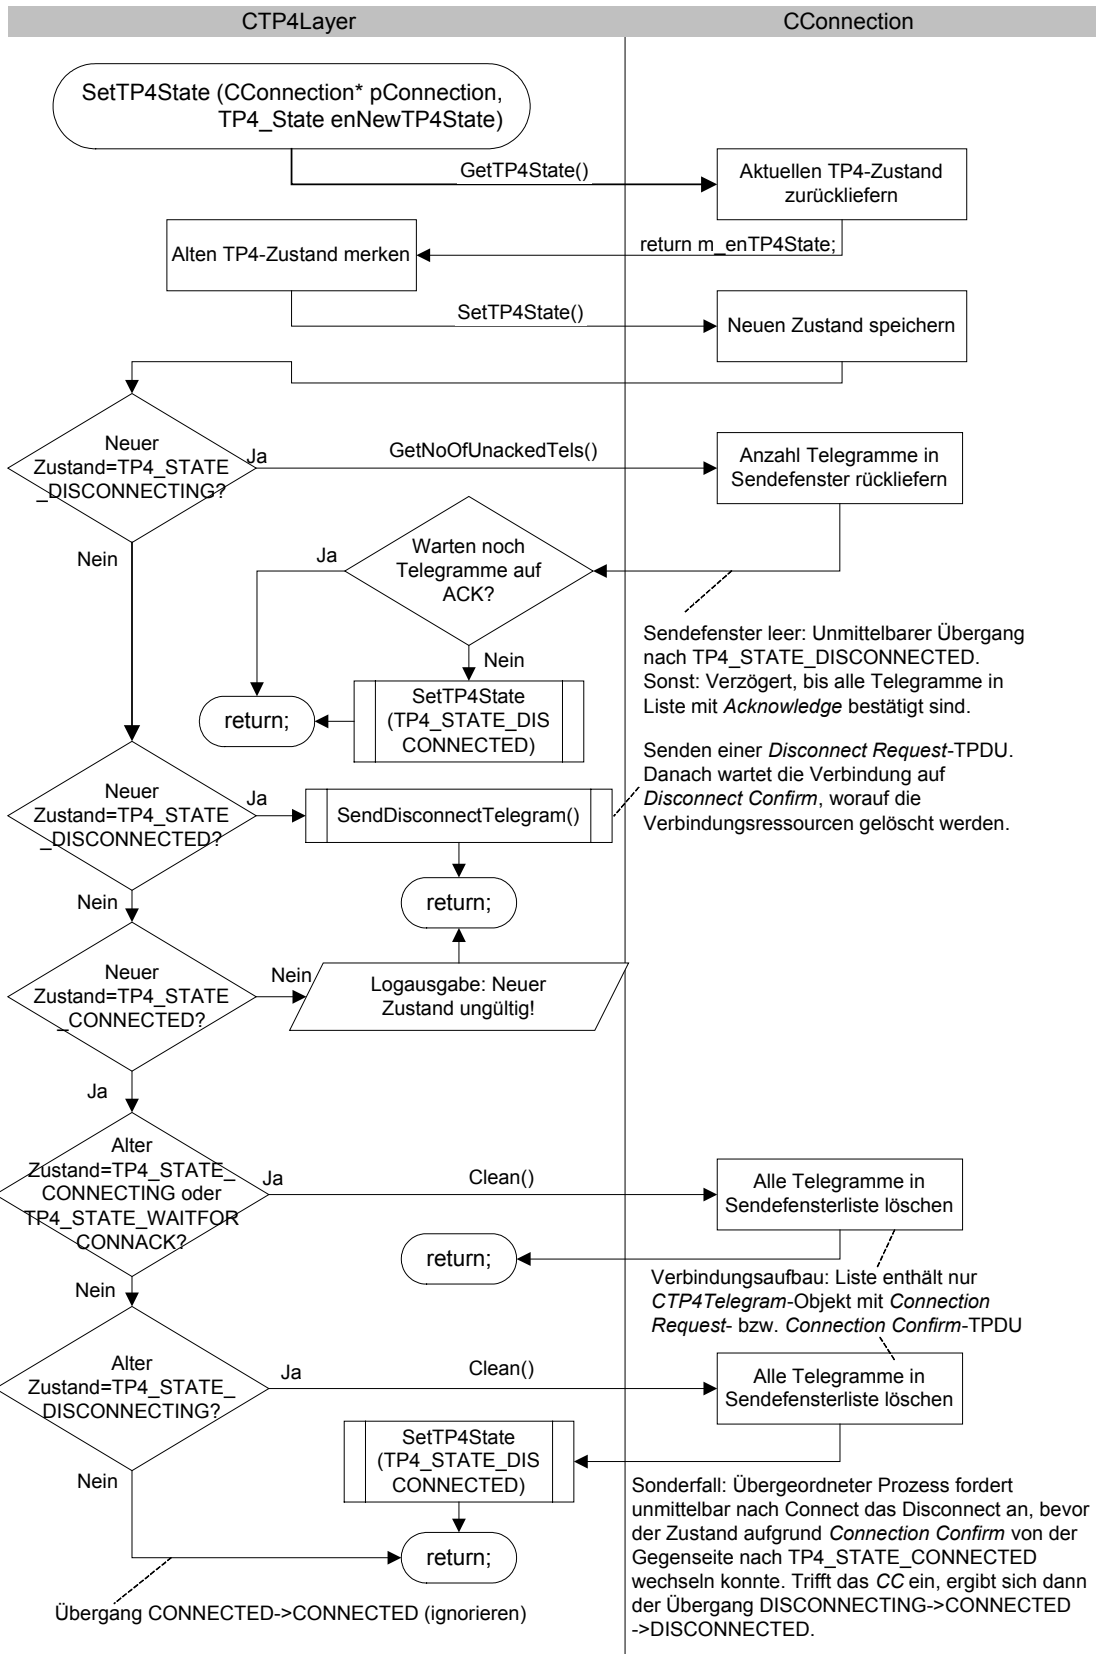 CTP4Layer
CConnection
SetTP4State (CConnection* pConnection,
TP4_State enNewTP4State)
GetTP4State()
Aktuellen TP4-Zustand
zurückliefern
return m_enTP4State;
Alten TP4-Zustand merken
SetTP4State()
Neuen Zustand speichern
Neuer
Zustand=TP4_STATE
_DISCONNECTING?
Ja
GetNoOfUnackedTels()
Anzahl Telegramme in
Sendefenster rückliefern
Nein
Ja
Warten noch
Telegramme auf
ACK?
Sendefenster leer: Unmittelbarer Übergang
nach TP4_STATE_DISCONNECTED.
Sonst: Verzögert, bis alle Telegramme in
Liste mit Acknowledge bestätigt sind.
Nein
return;
SetTP4State
(TP4_STATE_DIS
CONNECTED)
Neuer
Zustand=TP4_STATE
_DISCONNECTED?
Ja
SendDisconnectTelegram()
Senden einer Disconnect Request-TPDU.
Danach wartet die Verbindung auf
Disconnect Confirm, worauf die
Verbindungsressourcen gelöscht werden.
Nein
return;
Neuer
Zustand=TP4_STATE
_CONNECTED?
Nein
Logausgabe: Neuer
Zustand ungültig!
Ja
Alter
Zustand=TP4_STATE_
CONNECTING oder
TP4_STATE_WAITFOR
CONNACK?
Ja
Clean()
Alle Telegramme in
Sendefensterliste löschen
return;
Nein
Verbindungsaufbau: Liste enthält nur
CTP4Telegram-Objekt mit Connection
Request- bzw. Connection Confirm-TPDU
Alter
Zustand=TP4_STATE_
DISCONNECTING?
Ja
Clean()
Alle Telegramme in
Sendefensterliste löschen
SetTP4State
(TP4_STATE_DIS
CONNECTED)
Nein
return;
Sonderfall: Übergeordneter Prozess fordert
unmittelbar nach Connect das Disconnect an, bevor
der Zustand aufgrund Connection Confirm von der
Gegenseite nach TP4_STATE_CONNECTED
wechseln konnte. Trifft das CC ein, ergibt sich dann
der Übergang DISCONNECTING->CONNECTED
->DISCONNECTED.
Übergang CONNECTED->CONNECTED (ignorieren)